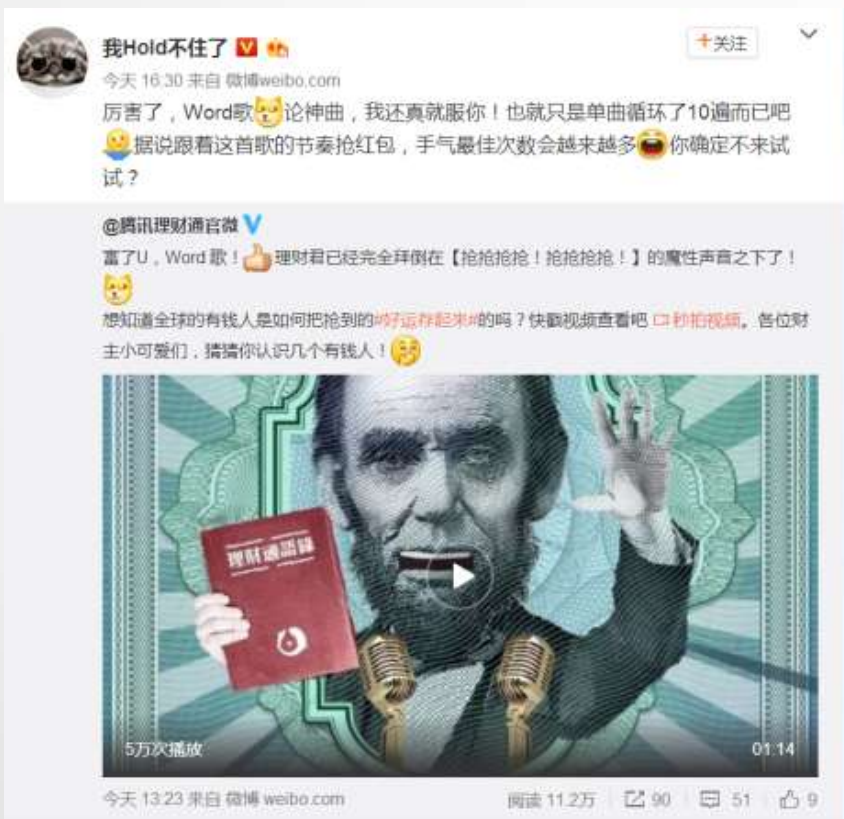 我Hold不住了
+关注
今天 16:30 来自 微博weibo.com
厉害了，Word歌论神曲，我还真就服你！也就只是单曲循环了10遍而已吧
据说跟着这首歌的节奏抢红包，手气最佳次数会越来越多你确定不来试
试？
@腾讯理财通官微
富了U，Word 歌！理财君已经完全拜倒在【抢抢抢抢！抢抢抢抢！】的魔性声音之下了！
想知道全球的有钱人是如何把抢到的#好运存起来#的吗？快戳视频查看吧 秒拍视频。各位财
主小可爱们，猜猜你认识几个有钱人！
理财通語錄
5万次播放
01:14
今天 13:23 来自 微博 weibo.com
阅读 11.2万 90 51 9